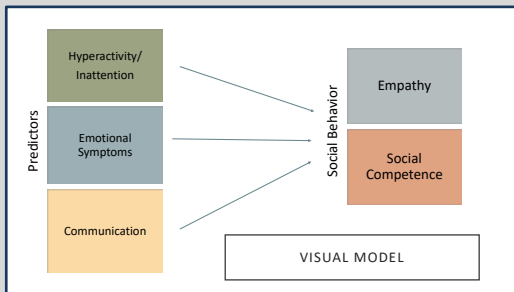 Predictors
Hyperactivity/
Inattention
Emotional
Symptoms
Communication
Social Behavior
Empathy
Social
Competence
VISUAL MODEL